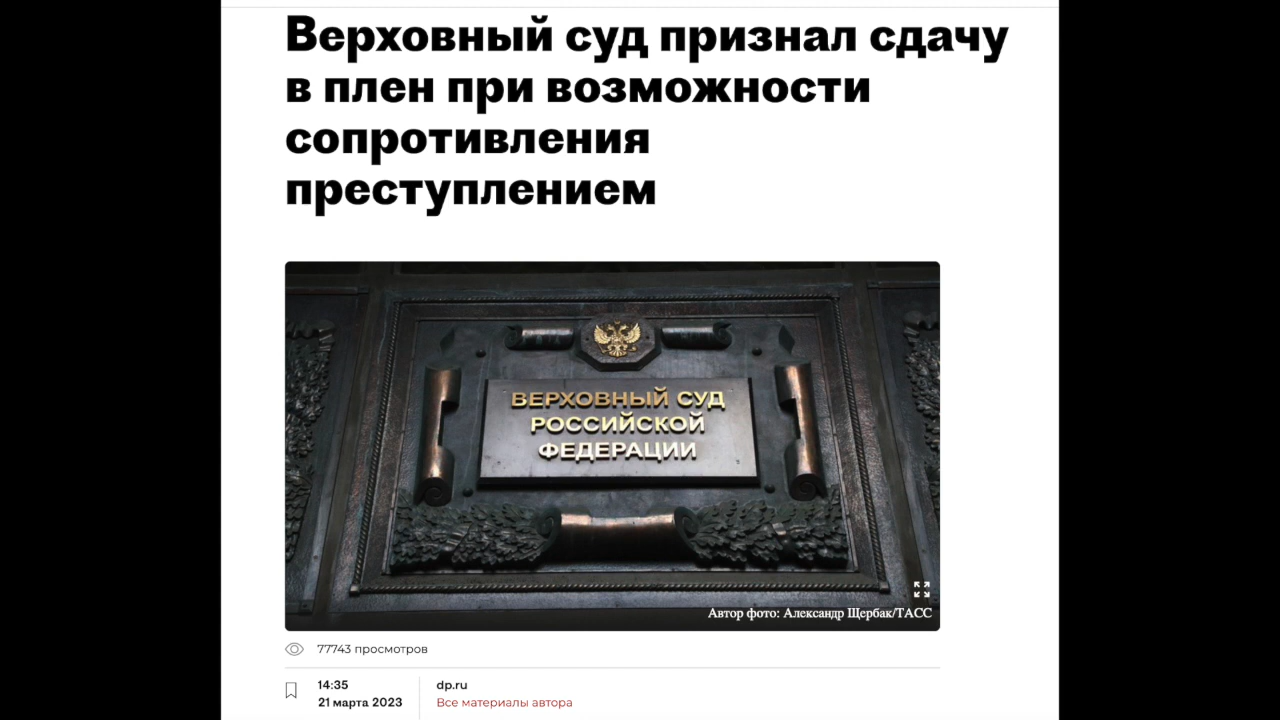 Верховный суд признал сдачу
в плен при возможности
сопротивления
преступлением
ВЕРХОВНЫЙ СУД
РОССИЙСКОЙ
ФЕДЕРАЦИИ
Автор фото: Александр Щербак/ТАСС
77743 просмотров
14:35
21 марта 2023
dp.ru
Все материалы автора